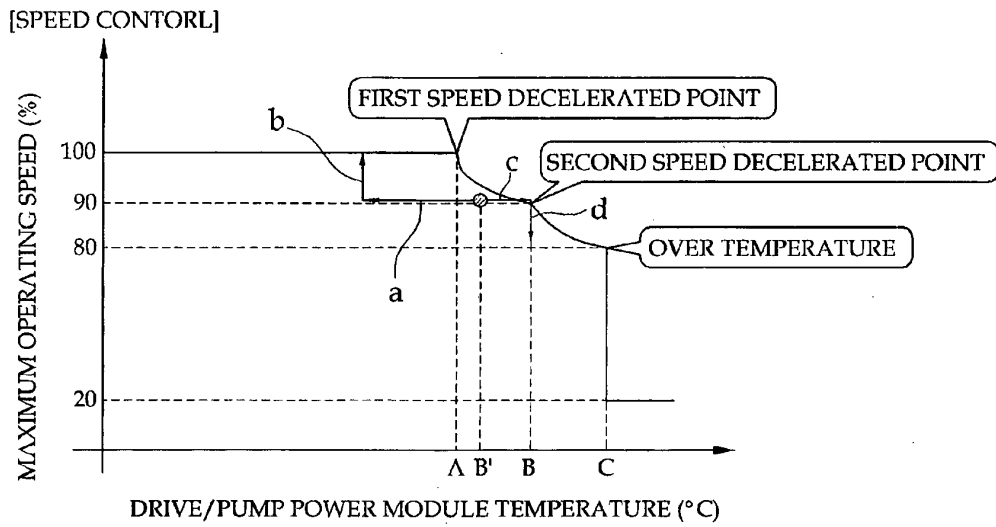 [SPEED CONTORL]
MAXIMUM OPERATING SPEED (%)
FIRST SPEED DECELERATED POINT
b
100
c
SECOND SPEED DECELERATED POINT
90
d
a
80
OVER TEMPERATURE
20
A B' B C
DRIVE/PUMP POWER MODULE TEMPERATURE (°C)